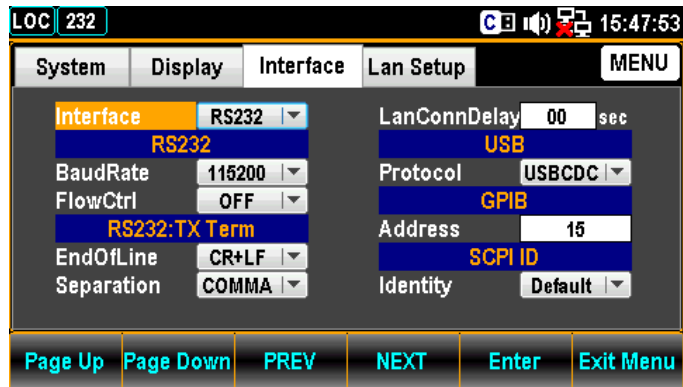 LOC 232 C 15:47:53
System Display Interface Lan Setup MENU
Interface RS232
RS232
BaudRate 115200
FlowCtrl OFF
RS232:TX Term
EndOfLine CR+LF
Separation COMMA
LanConnDelay 00 sec
USB
Protocol USBCDC
GPIB
Address 15
SCPI ID
Identity Default
Page Up Page Down PREV NEXT Enter Exit Menu